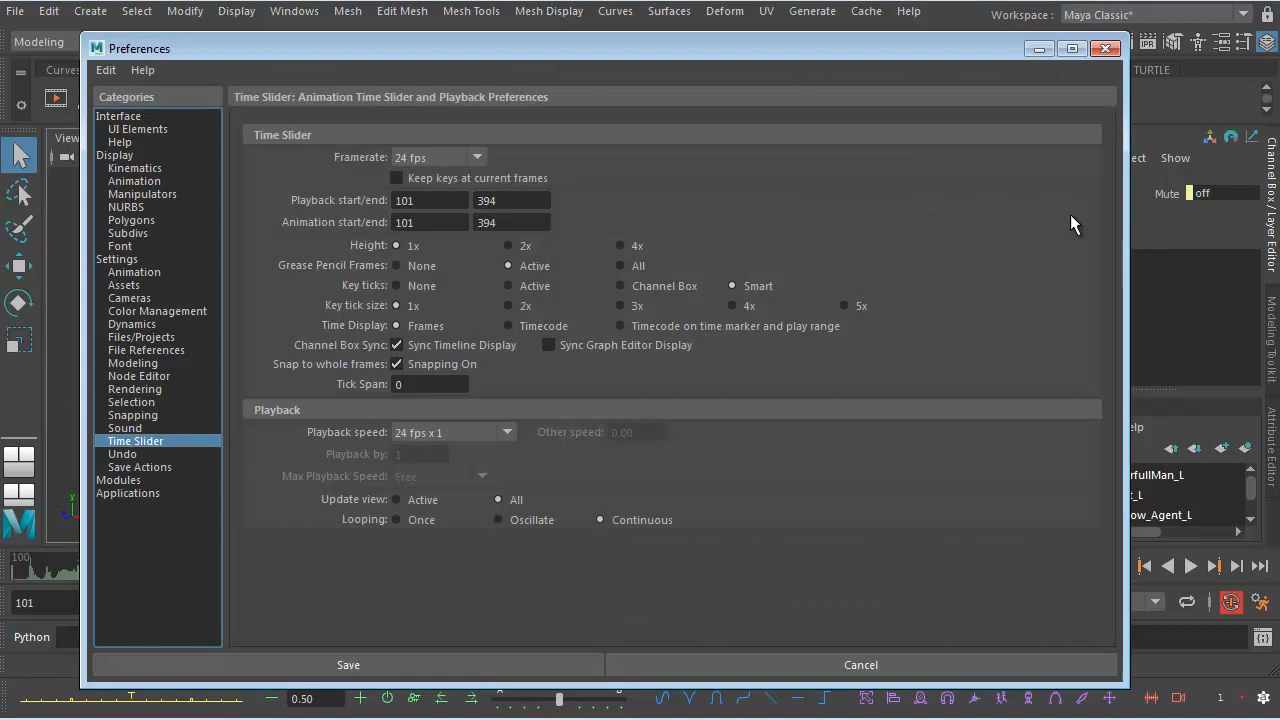 File Edit Create Select Modify Display Windows Mesh Edit Mesh Mesh Tools Mesh Display Curves Surfaces Deform UV Generate Cache Help Workspace : Maya Classic*
Modeling
Preferences
IPR
Curves
TURTLE
Edit Help
Categories
Time Slider: Animation Time Slider and Playback Preferences
Interface
UI Elements
Help
Display
Kinematics
Animation
Manipulators
NURBS
Polygons
Subdivs
Font
Settings
Animation
Assets
Cameras
Color Management
Dynamics
Files/Projects
File References
Modeling
Node Editor
Rendering
Selection
Snapping
Sound
Time Slider
Undo
Save Actions
Modules
Applications
Time Slider
Framerate: 24 fps
Keep keys at current frames
Playback start/end: 101 394
Animation start/end: 101 394
Height: 1x 2x 4x
Grease Pencil Frames: None Active All
Key ticks: None Active Channel Box Smart
Key tick size: 1x 2x 3x 4x 5x
Time Display: Frames Timecode Timecode on time marker and play range
Channel Box Sync: Sync Timeline Display Sync Graph Editor Display
Snap to whole frames: Snapping On
Tick Span: 0
Playback
Playback speed: 24 fps x 1 Other speed: 0.00
Playback by: 1
Max Playback Speed: Free
Update view: Active All
Looping: Once Oscillate Continuous
Save Cancel
View
ect Show
Mute off
Channel Box / Layer Editor
Modeling Toolkit
Attribute Editor
elp
erfullMan_L
t_L
ow_Agent_L
y
z
100
101
Python
T
0.50
1